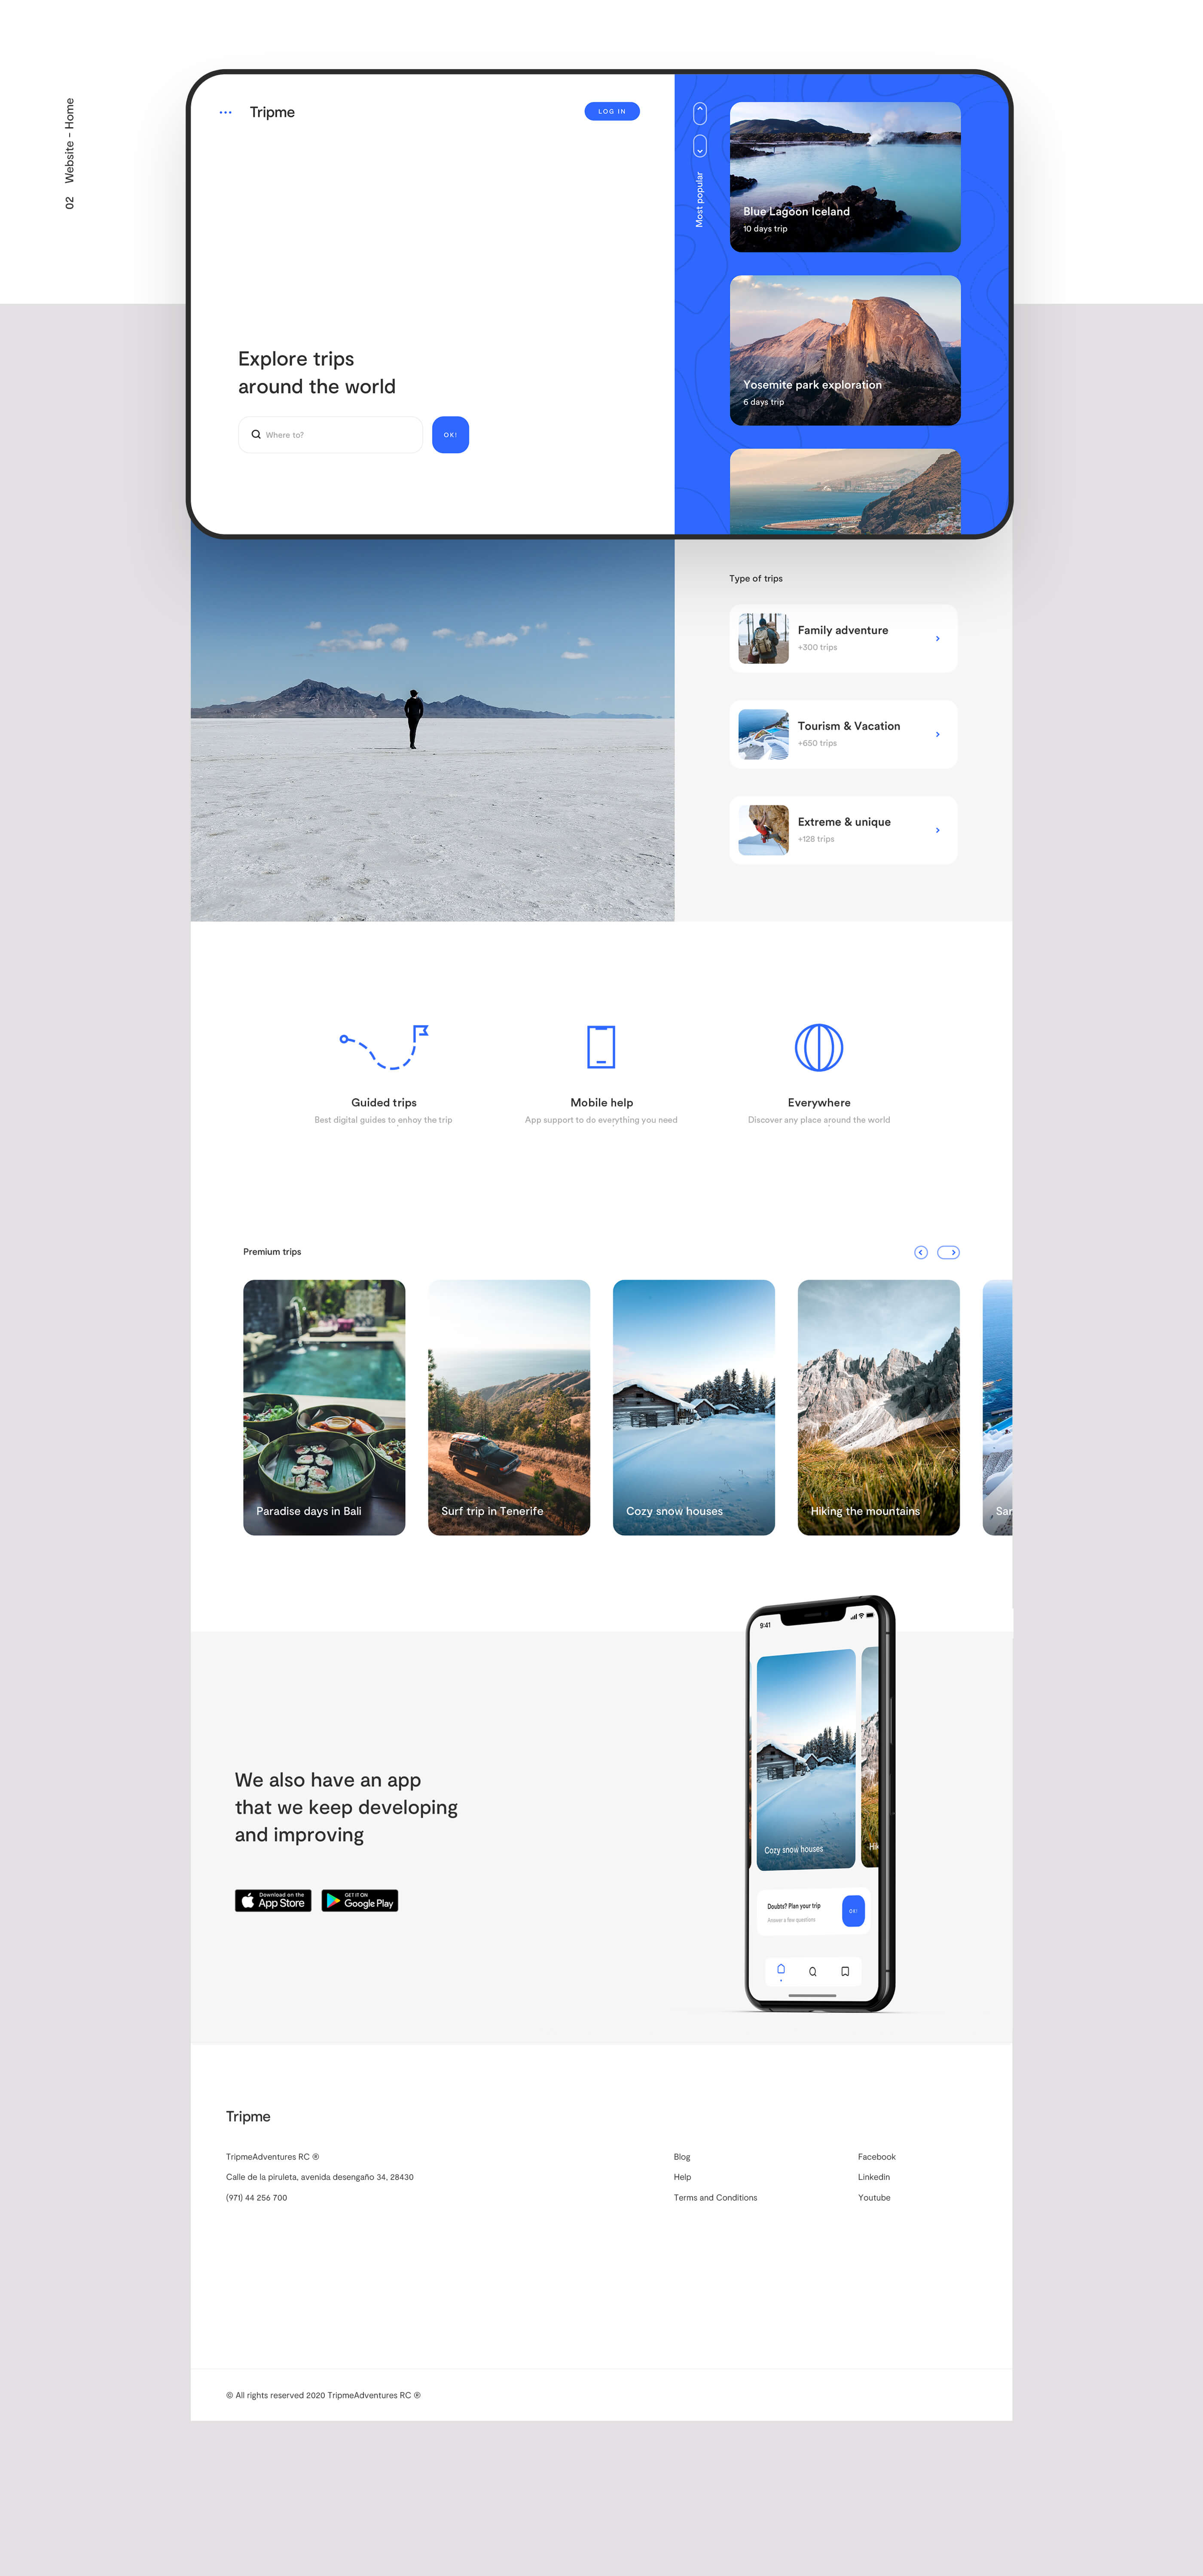 02 Website - Home
Tripme
LOG IN
Most popular
Blue Lagoon Iceland
10 days trip
Yosemite park exploration
6 days trip
Explore trips
around the world
Where to?
OK!
Type of trips
Family adventure
+300 trips
Tourism & Vacation
+650 trips
Extreme & unique
+128 trips
Guided trips
Best digital guides to enhoy the trip
Mobile help
App support to do everything you need
Everywhere
Discover any place around the world
Premium trips
Paradise days in Bali
Surf trip in Tenerife
Cozy snow houses
Hiking the mountains
Sar
9:41
Cozy snow houses
Hik
Doubts? Plan your trip
Answer a few questions
OK!
We also have an app
that we keep developing
and improving
Download on the
App Store
GET IT ON
Google Play
Tripme
TripmeAdventures RC ®
Calle de la piruleta, avenida desengaño 34, 28430
(971) 44 256 700
Blog
Help
Terms and Conditions
Facebook
Linkedin
Youtube
© All rights reserved 2020 TripmeAdventures RC ®